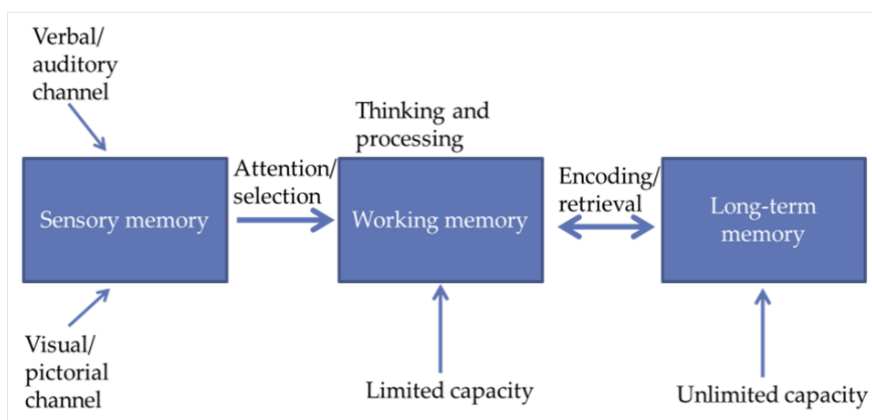 Verbal/
auditory
channel
Thinking and
processing
Attention/
selection
Encoding/
retrieval
Sensory memory
Working memory
Long-term
memory
Visual/
pictorial
channel
Limited capacity
Unlimited capacity